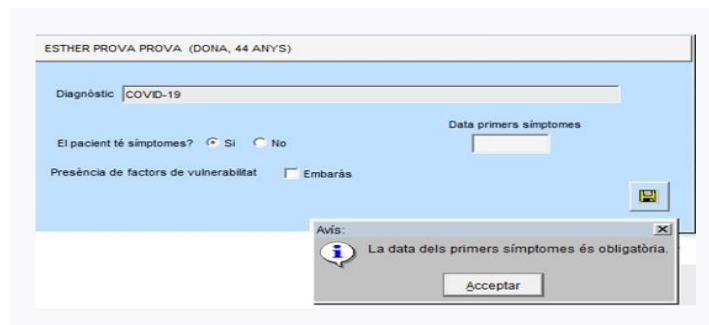 ESTHER PROVA PROVA (DONA, 44 ANYS)
Diagnòstic COVID-19
Data primers símptomes
El pacient té símptomes? Si No
Presència de factors de vulnerabilitat Embaràs
Avís:
La data dels primers símptomes és obligatòria.
Acceptar